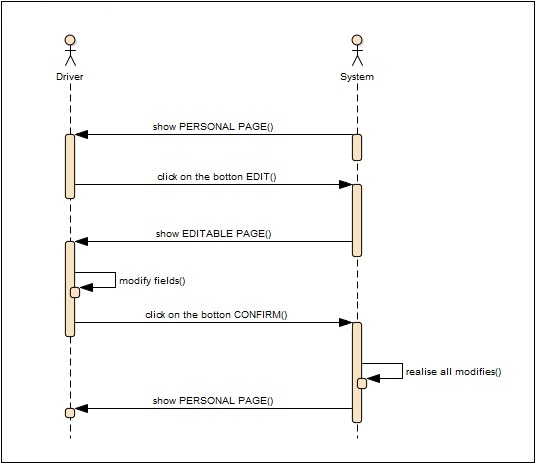 Driver
System
show PERSONAL PAGE()
click on the botton EDIT()
show EDITABLE PAGE()
modify fields()
click on the botton CONFIRM()
realise all modifies()
show PERSONAL PAGE()